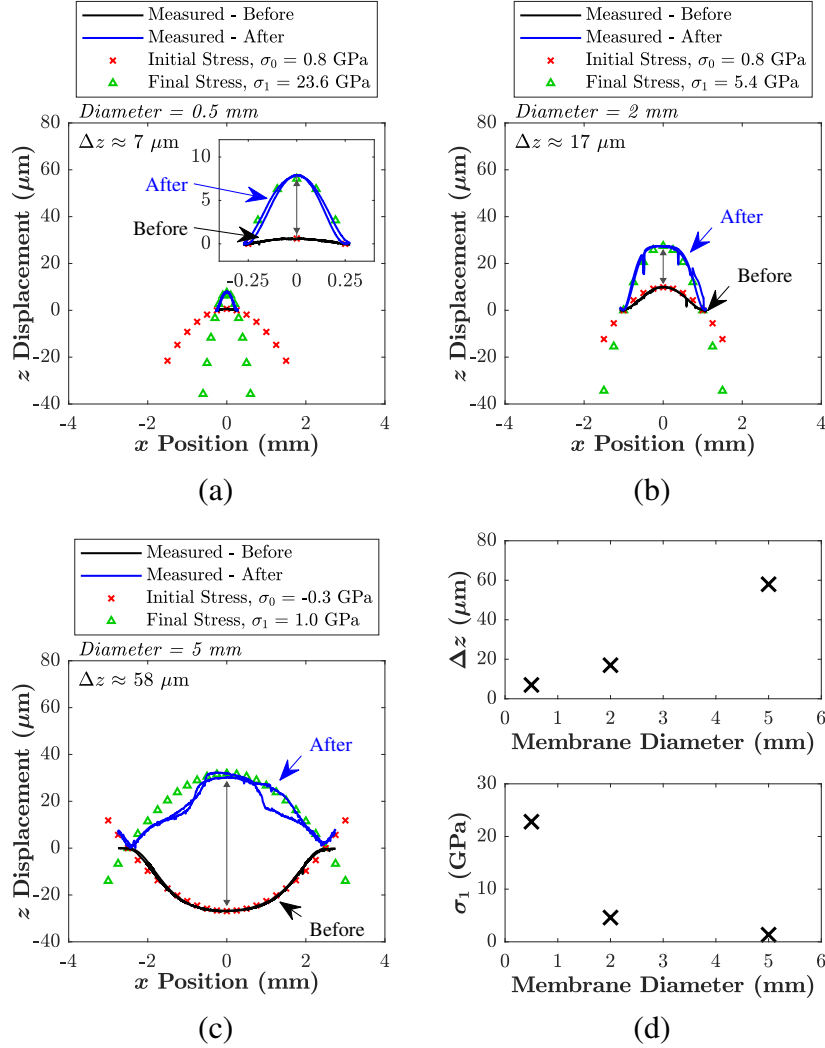 Measured - Before
Measured - After
Initial Stress, σ0 = 0.8 GPa
Final Stress, σ1 = 23.6 GPa
Diameter = 0.5 mm
Δz ≈ 7 μm
After
Before
10
5
0
-0.25
0
0.25
80
60
40
20
0
-20
-40
z Displacement (μm)
-4
-2
0
2
4
x Position (mm)
(a)
Measured - Before
Measured - After
Initial Stress, σ0 = 0.8 GPa
Final Stress, σ1 = 5.4 GPa
Diameter = 2 mm
Δz ≈ 17 μm
After
Before
80
60
40
20
0
-20
-40
z Displacement (μm)
-4
-2
0
2
4
x Position (mm)
(b)
Measured - Before
Measured - After
Initial Stress, σ0 = -0.3 GPa
Final Stress, σ1 = 1.0 GPa
Diameter = 5 mm
Δz ≈ 58 μm
After
Before
80
60
40
20
0
-20
-40
z Displacement (μm)
-4
-2
0
2
4
x Position (mm)
(c)
80
60
40
20
0
Δz (μm)
0
1
2
3
4
5
6
Membrane Diameter (mm)
30
20
10
0
σ1 (GPa)
0
1
2
3
4
5
6
Membrane Diameter (mm)
(d)